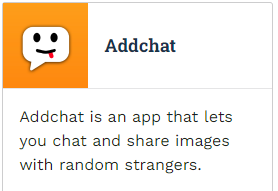 Addchat
Addchat is an app that lets
you chat and share images
with random strangers.